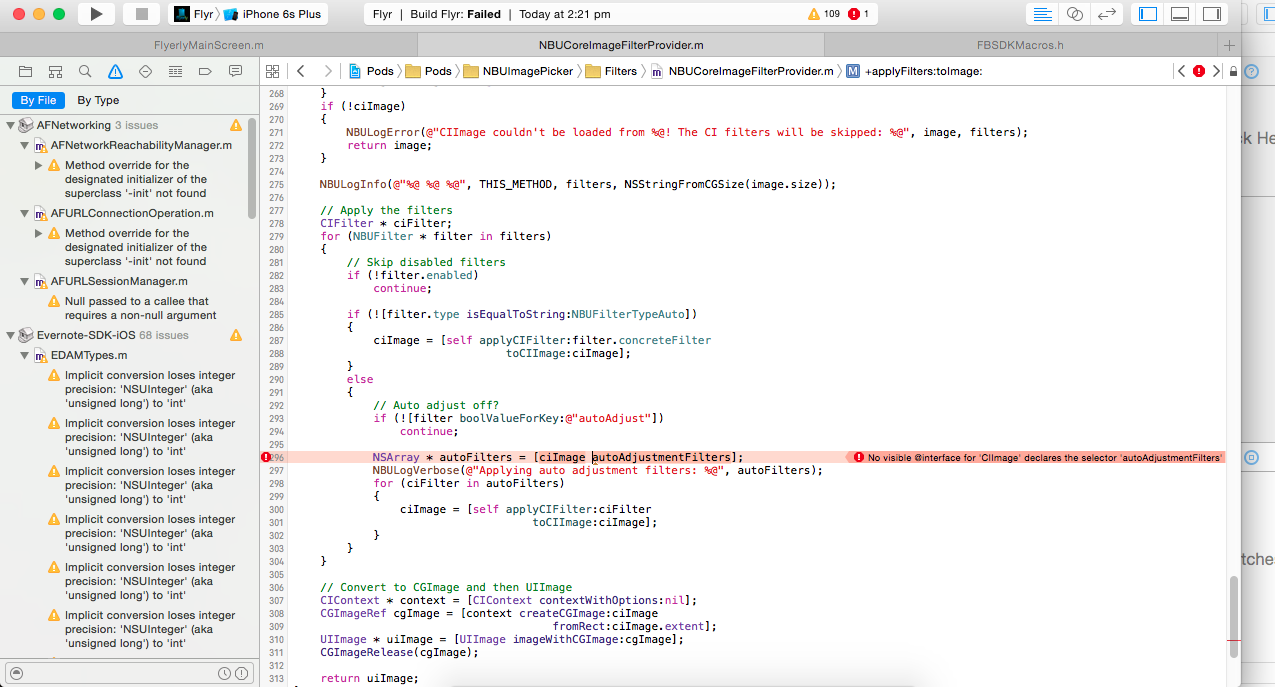 Flyr iPhone 6s Plus
Flyr | Build Flyr: Failed | Today at 2:21 pm
109 1
FlyerlyMainScreen.m
NBUCoreImageFilterProvider.m
FBSDKMacros.h
Pods Pods NBUImagePicker Filters NBUCoreImageFilterProvider.m M +applyFilters:toImage:
By File By Type
AFNetworking 3 issues
AFNetworkReachabilityManager.m
Method override for the
designated initializer of the
superclass '-init' not found
AFURLConnectionOperation.m
Method override for the
designated initializer of the
superclass '-init' not found
AFURLSessionManager.m
Null passed to a callee that
requires a non-null argument
Evernote-SDK-iOS 68 issues
EDAMTypes.m
Implicit conversion loses integer
precision: 'NSUInteger' (aka
'unsigned long') to 'int'
Implicit conversion loses integer
precision: 'NSUInteger' (aka
'unsigned long') to 'int'
Implicit conversion loses integer
precision: 'NSUInteger' (aka
'unsigned long') to 'int'
Implicit conversion loses integer
precision: 'NSUInteger' (aka
'unsigned long') to 'int'
Implicit conversion loses integer
precision: 'NSUInteger' (aka
'unsigned long') to 'int'
Implicit conversion loses integer
precision: 'NSUInteger' (aka
'unsigned long') to 'int'
268 }
269 if (!ciImage)
270 {
271 NBULogError(@"CIImage couldn't be loaded from %@! The CI filters will be skipped: %@", image, filters);
272 return image;
273 }
274
275 NBULogInfo(@"%@ %@ %@", THIS_METHOD, filters, NSStringFromCGSize(image.size));
276
277 // Apply the filters
278 CIFilter * ciFilter;
279 for (NBUFilter * filter in filters)
280 {
281 // Skip disabled filters
282 if (!filter.enabled)
283 continue;
284
285 if (![filter.type isEqualToString:NBUFilterTypeAuto])
286 {
287 ciImage = [self applyCIFilter:filter.concreteFilter
288 toCIImage:ciImage];
289 }
290 else
291 {
292 // Auto adjust off?
293 if (![filter boolValueForKey:@"autoAdjust"])
294 continue;
295
296 NSArray * autoFilters = [ciImage autoAdjustmentFilters]; No visible @interface for 'CIImage' declares the selector 'autoAdjustmentFilters'
297 NBULogVerbose(@"Applying auto adjustment filters: %@", autoFilters);
298 for (ciFilter in autoFilters)
299 {
300 ciImage = [self applyCIFilter:ciFilter
301 toCIImage:ciImage];
302 }
303 }
304 }
305
306 // Convert to CGImage and then UIImage
307 CIContext * context = [CIContext contextWithOptions:nil];
308 CGImageRef cgImage = [context createCGImage:ciImage
309 fromRect:ciImage.extent];
310 UIImage * uiImage = [UIImage imageWithCGImage:cgImage];
311 CGImageRelease(cgImage);
312
313 return uiImage;
k He
tches